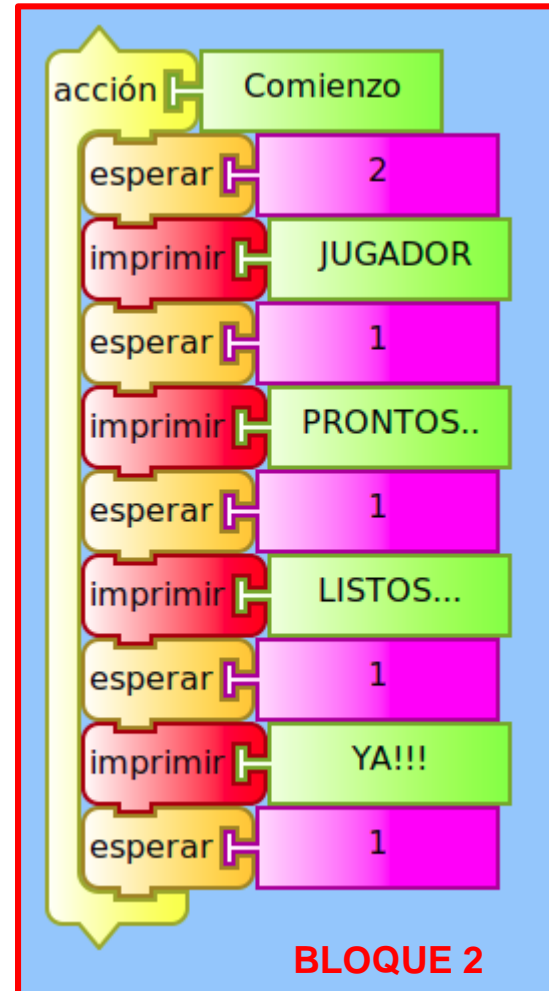 acción Comienzo
esperar 2
imprimir JUGADOR
esperar 1
imprimir PRONTOS..
esperar 1
imprimir LISTOS...
esperar 1
imprimir YA!!!
esperar 1
BLOQUE 2